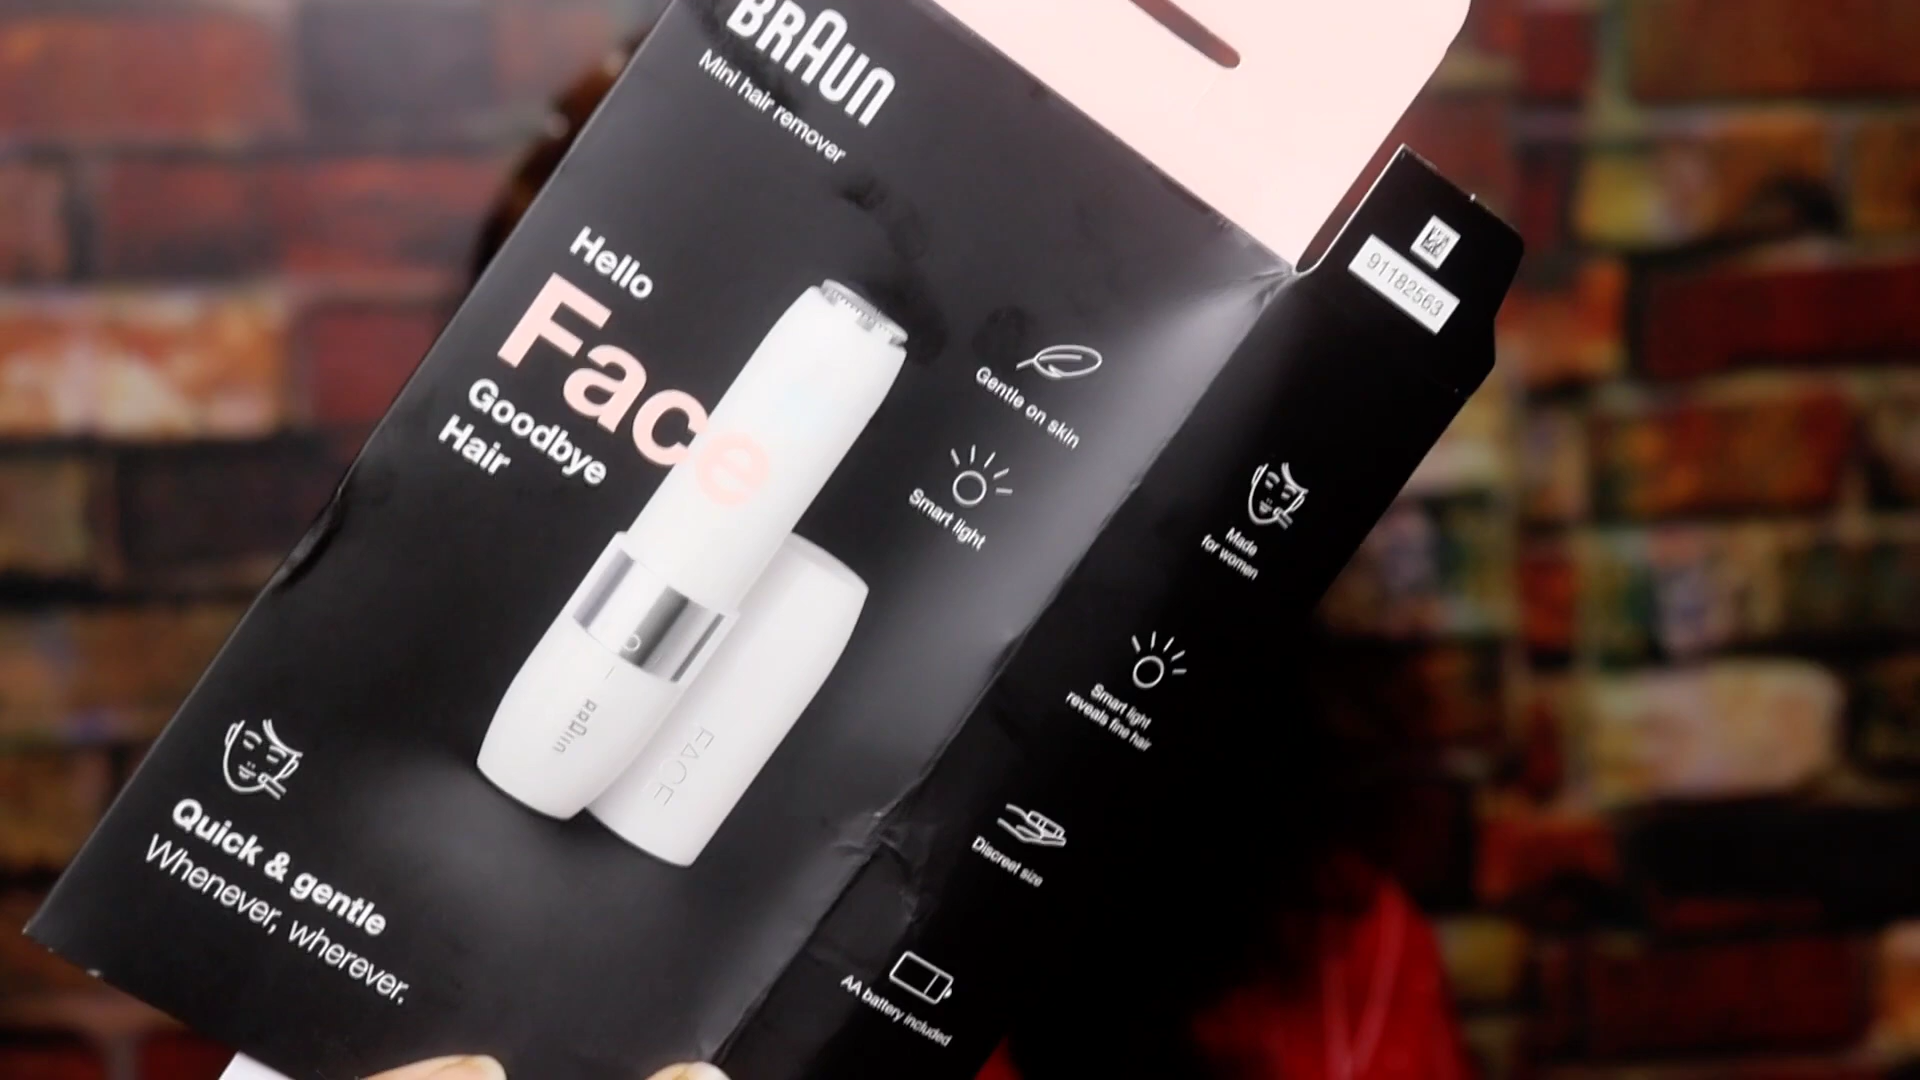 BRAUN
Mini hair remover
Hello
Face
Goodbye
Hair
Gentle on skin
Smart light
BRAUN
FACE
Quick & gentle
Whenever, wherever.
91182563
Made
for women
Smart light
reveals fine hair
Discreet size
AA battery included